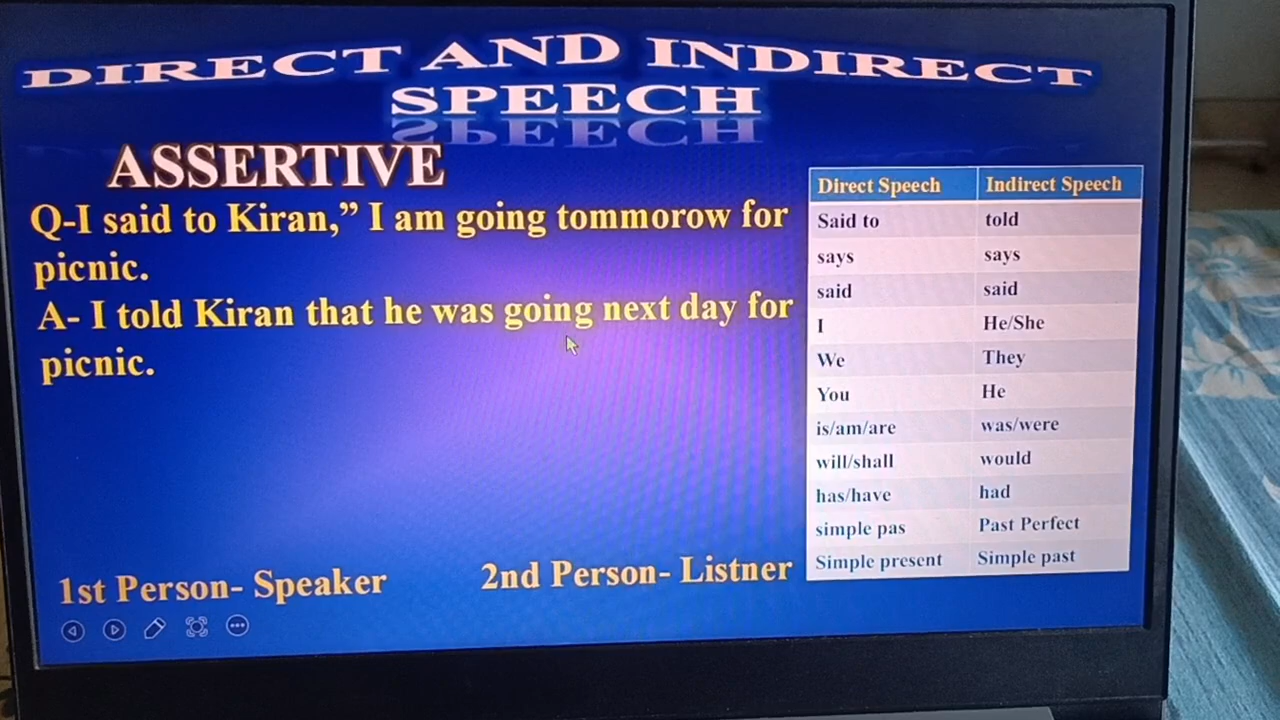 DIRECT AND INDIRECT
SPEECH
ASSERTIVE
Q-I said to Kiran,” I am going tommorow for
picnic.
A- I told Kiran that he was going next day for
picnic.
Direct Speech Indirect Speech
Said to told
says says
said said
I He/She
We They
You He
is/am/are was/were
will/shall would
has/have had
simple pas Past Perfect
Simple present Simple past
1st Person- Speaker 2nd Person- Listner